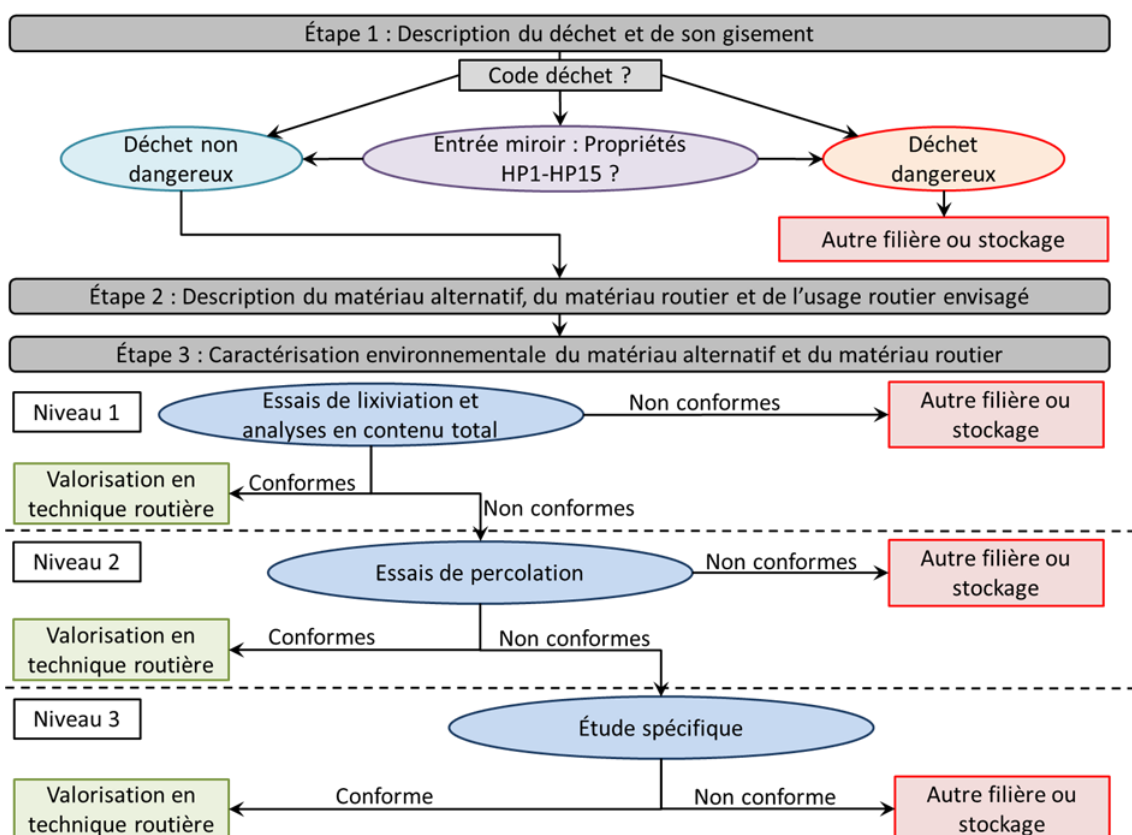 Étape 1 : Description du déchet et de son gisement
Code déchet ?
Déchet non
dangereux
Entrée miroir : Propriétés
HP1-HP15 ?
Déchet
dangereux
Autre filière ou stockage
Étape 2 : Description du matériau alternatif, du matériau routier et de l’usage routier envisagé
Étape 3 : Caractérisation environnementale du matériau alternatif et du matériau routier
Niveau 1
Essais de lixiviation et
analyses en contenu total
Non conformes
Autre filière ou
stockage
Valorisation en
technique routière
Conformes
Non conformes
Niveau 2
Essais de percolation
Non conformes
Autre filière ou
stockage
Valorisation en
technique routière
Conformes
Non conformes
Niveau 3
Étude spécifique
Valorisation en
technique routière
Conforme
Non conforme
Autre filière ou
stockage